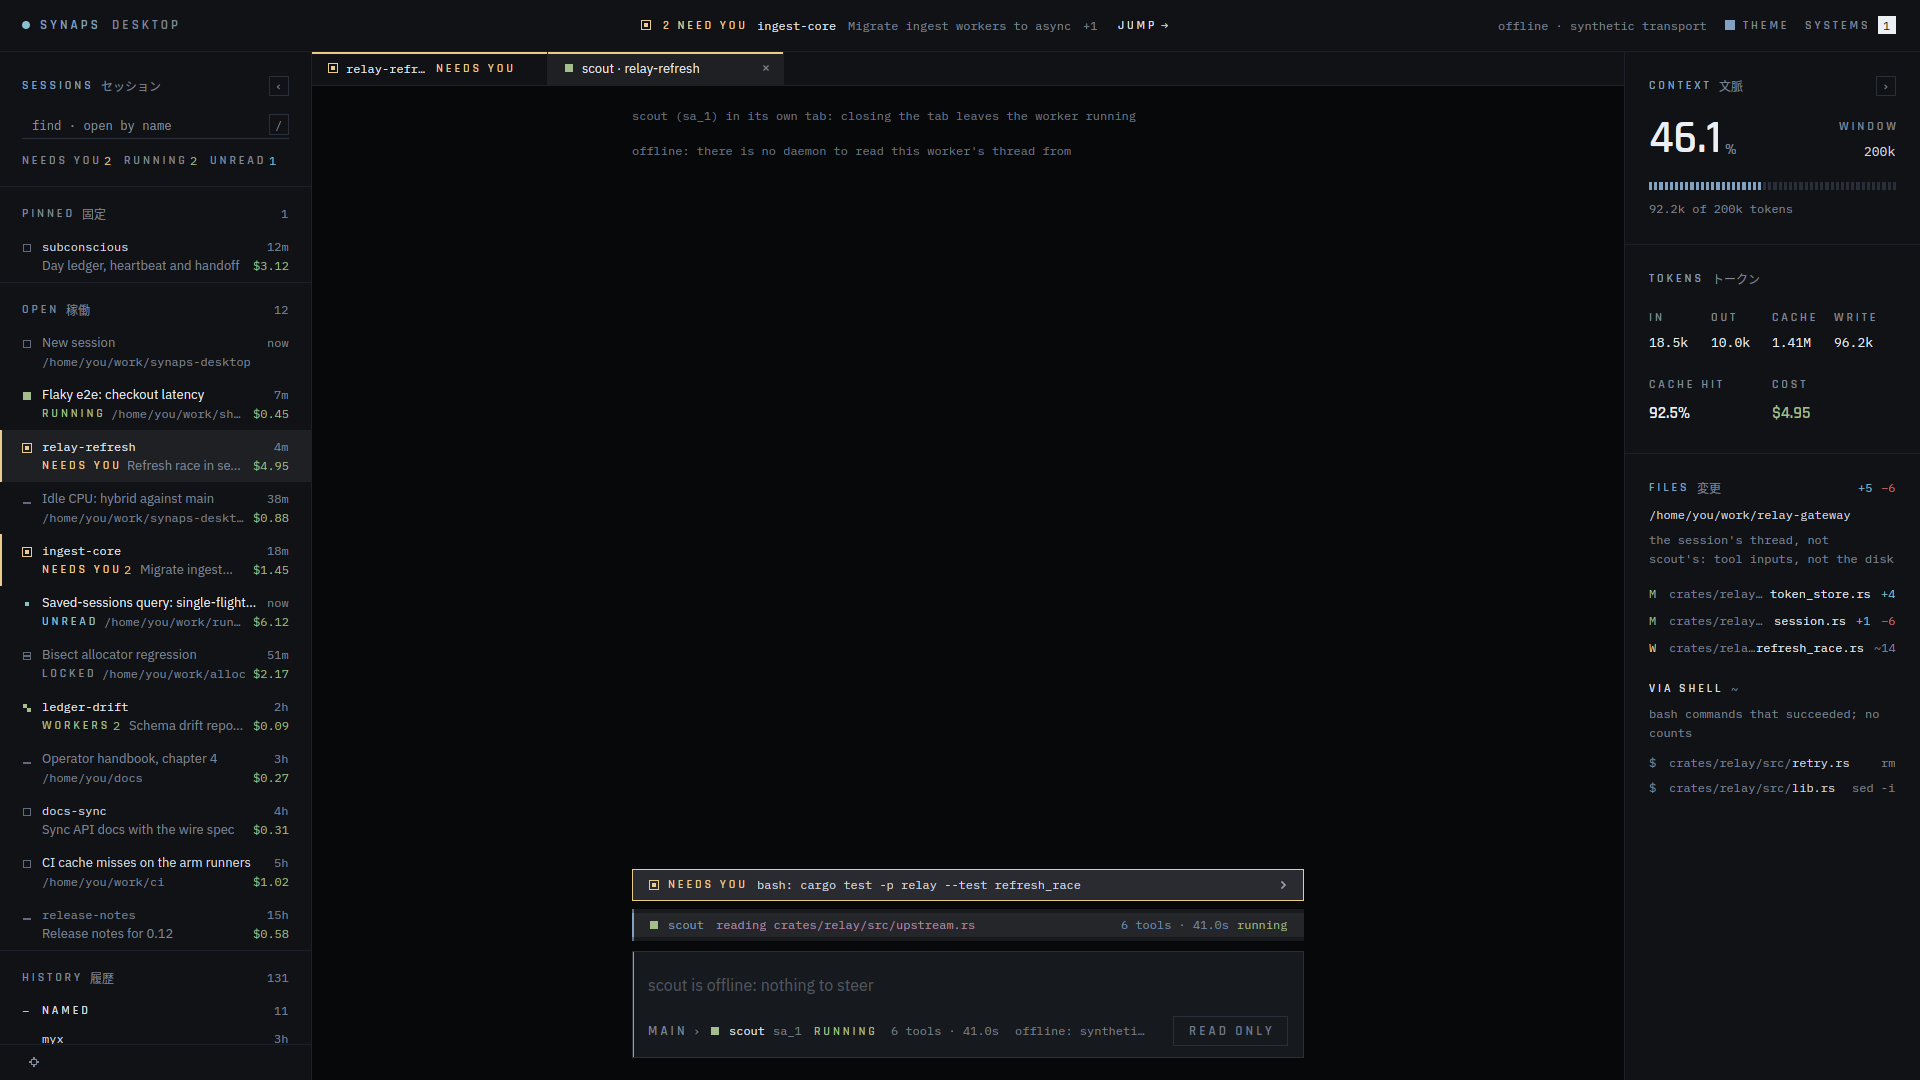 SYNAPS DESKTOP
2 NEED YOU ingest-core Migrate ingest workers to async +1 JUMP →
offline · synthetic transport THEME SYSTEMS 1
SESSIONS セッション ‹
find · open by name /
NEEDS YOU 2 RUNNING 2 UNREAD 1
PINNED 固定 1
subconscious 12m
Day ledger, heartbeat and handoff $3.12
OPEN 稼働 12
New session now
/home/you/work/synaps-desktop
Flaky e2e: checkout latency 7m
RUNNING /home/you/work/sh… $0.45
relay-refresh 4m
NEEDS YOU Refresh race in se… $4.95
Idle CPU: hybrid against main 38m
/home/you/work/synaps-deskt… $0.88
ingest-core 18m
NEEDS YOU 2 Migrate ingest… $1.45
Saved-sessions query: single-flight… now
UNREAD /home/you/work/run… $6.12
Bisect allocator regression 51m
LOCKED /home/you/work/alloc $2.17
ledger-drift 2h
WORKERS 2 Schema drift repo… $0.09
Operator handbook, chapter 4 3h
/home/you/docs $0.27
docs-sync 4h
Sync API docs with the wire spec $0.31
CI cache misses on the arm runners 5h
/home/you/work/ci $1.02
release-notes 15h
Release notes for 0.12 $0.58
HISTORY 履歴 131
– NAMED 11
myx 3h
relay-refr… NEEDS YOU
scout · relay-refresh ×
scout (sa_1) in its own tab: closing the tab leaves the worker running
offline: there is no daemon to read this worker's thread from
NEEDS YOU bash: cargo test -p relay --test refresh_race ›
scout reading crates/relay/src/upstream.rs 6 tools · 41.0s running
scout is offline: nothing to steer
MAIN › scout sa_1 RUNNING 6 tools · 41.0s offline: syntheti… READ ONLY
CONTEXT 文脈 ›
46.1% WINDOW
200k
92.2k of 200k tokens
TOKENS トークン
IN OUT CACHE WRITE
18.5k 10.0k 1.41M 96.2k
CACHE HIT COST
92.5% $4.95
FILES 変更 +5 −6
/home/you/work/relay-gateway
the session's thread, not
scout's: tool inputs, not the disk
M crates/relay… token_store.rs +4
M crates/relay… session.rs +1 −6
W crates/rela…refresh_race.rs ~14
VIA SHELL ~
bash commands that succeeded; no
counts
$ crates/relay/src/retry.rs rm
$ crates/relay/src/lib.rs sed -i